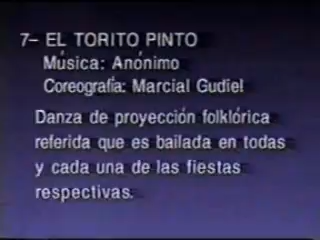 7- EL TORITO PINTO
Música: Anónimo
Coreografía: Marcial Gudiel
Danza de proyección folklórica
referida que es bailada en todas
y cada una de las fiestas
respectivas.